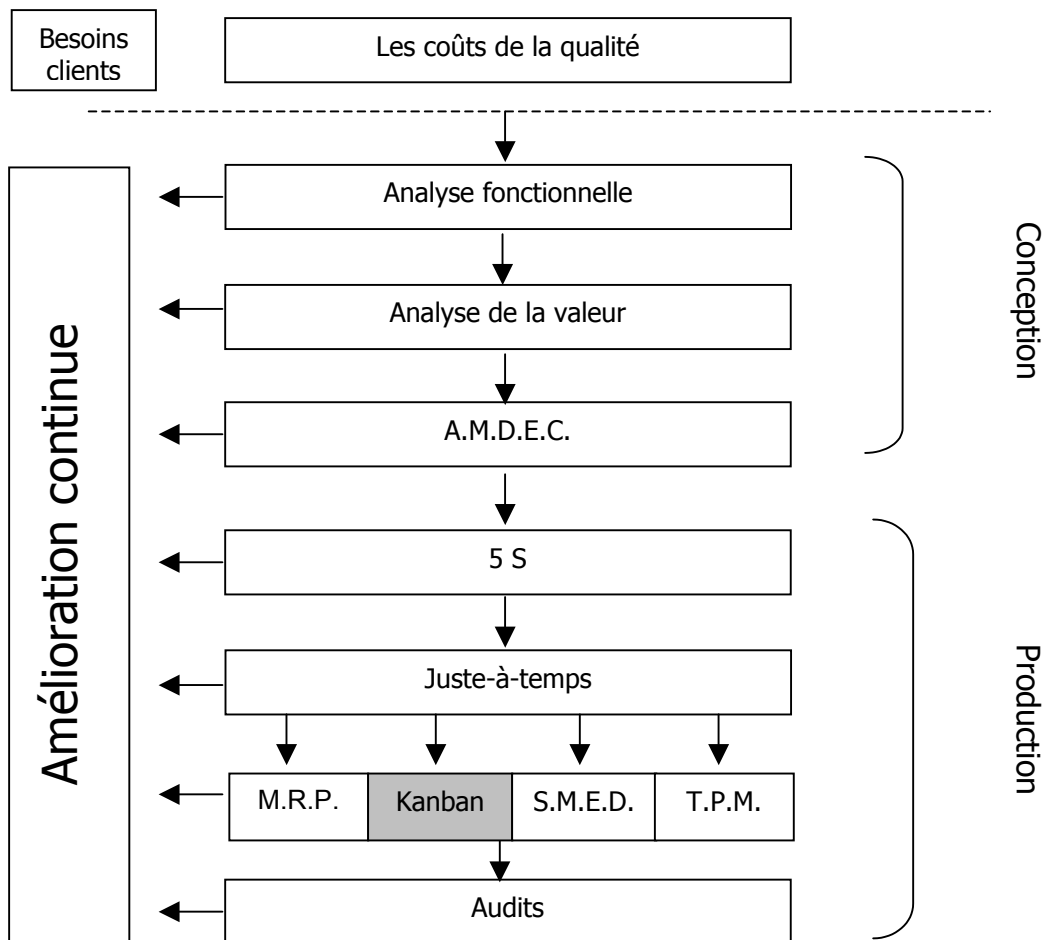 Besoins
clients
Les coûts de la qualité
Analyse fonctionnelle
Analyse de la valeur
A.M.D.E.C.
Conception
Amélioration continue
5 S
Juste-à-temps
M.R.P.
Kanban
S.M.E.D.
T.P.M.
Audits
Production